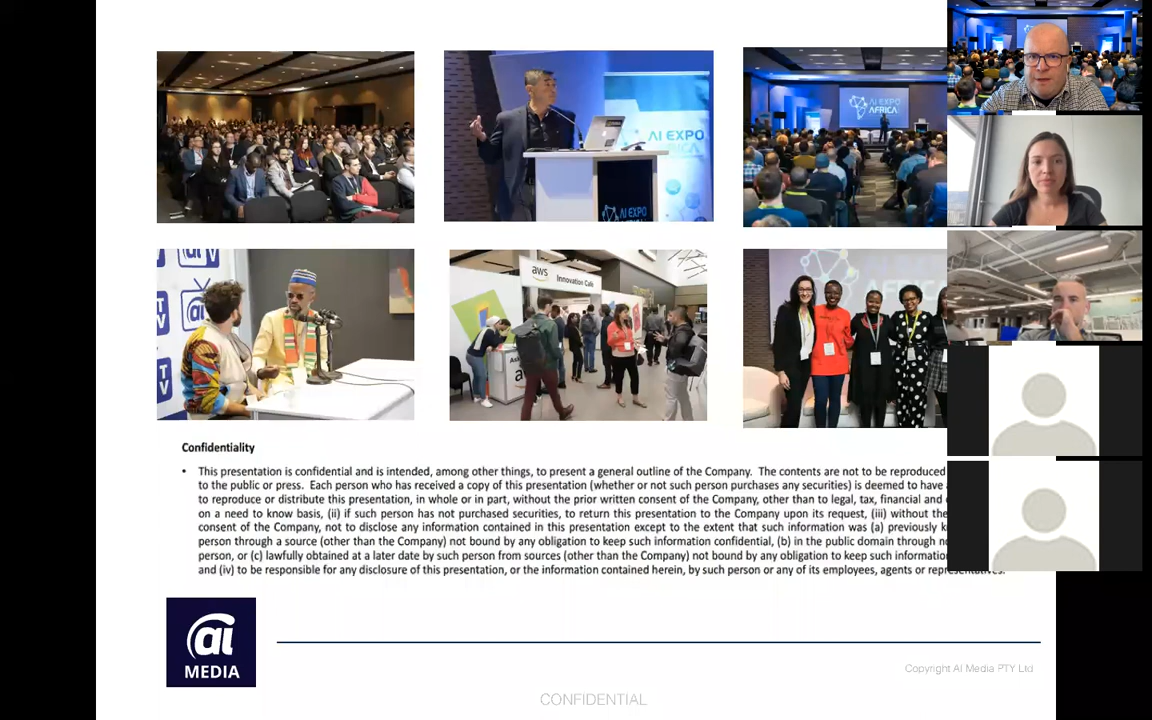 AI EXPO
AFRICA
AI EXPO
AFRICA
AI EXPO
TV
TV
TV
aws
Innovation Cafe
Confidentiality
• This presentation is confidential and is intended, among other things, to present a general outline of the Company. The contents are not to be reproduced
to the public or press. Each person who has received a copy of this presentation (whether or not such person purchases any securities) is deemed to have
to reproduce or distribute this presentation, in whole or in part, without the prior written consent of the Company, other than to legal, tax, financial and
on a need to know basis, (ii) if such person has not purchased securities, to return this presentation to the Company upon its request, (iii) without the
consent of the Company, not to disclose any information contained in this presentation except to the extent that such information was (a) previously
person through a source (other than the Company) not bound by any obligation to keep such information confidential, (b) in the public domain through
person, or (c) lawfully obtained at a later date by such person from sources (other than the Company) not bound by any obligation to keep such information
and (iv) to be responsible for any disclosure of this presentation, or the information contained herein, by such person or any of its employees, agents or representatives.
ai
MEDIA
Copyright AI Media PTY Ltd
CONFIDENTIAL